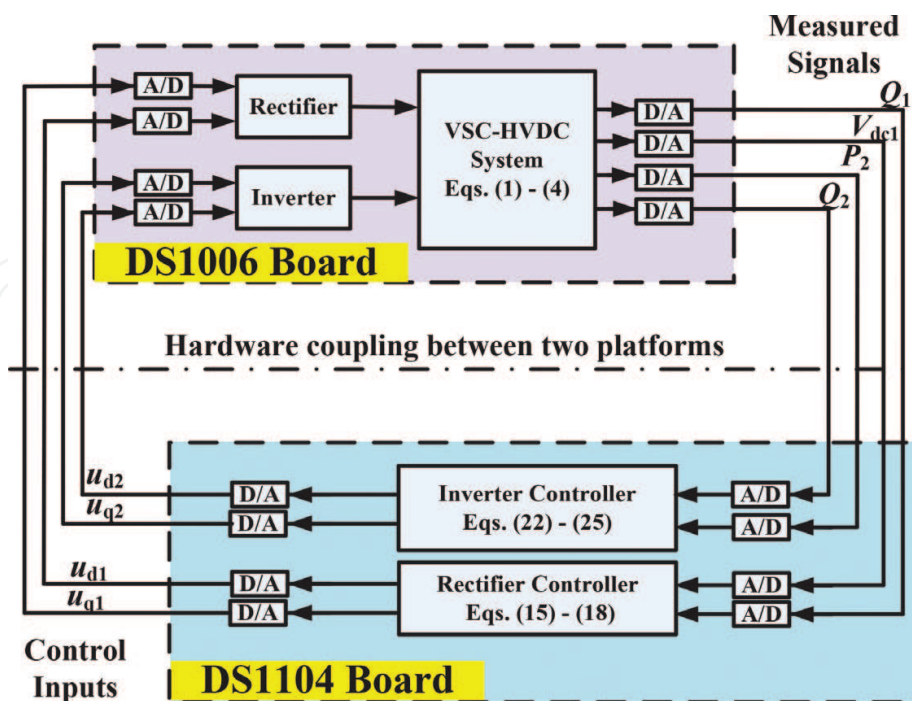 Measured
Signals
A/D
A/D
Rectifier
A/D
A/D
Inverter
VSC-HVDC
System
Eqs. (1) - (4)
D/A
D/A
D/A
D/A
Q1
Vdc1
P2
Q2
DS1006 Board
Hardware coupling between two platforms
ud2
uq2
ud1
uq1
D/A
D/A
D/A
D/A
Inverter Controller
Eqs. (22) - (25)
Rectifier Controller
Eqs. (15) - (18)
A/D
A/D
A/D
A/D
Control
Inputs
DS1104 Board